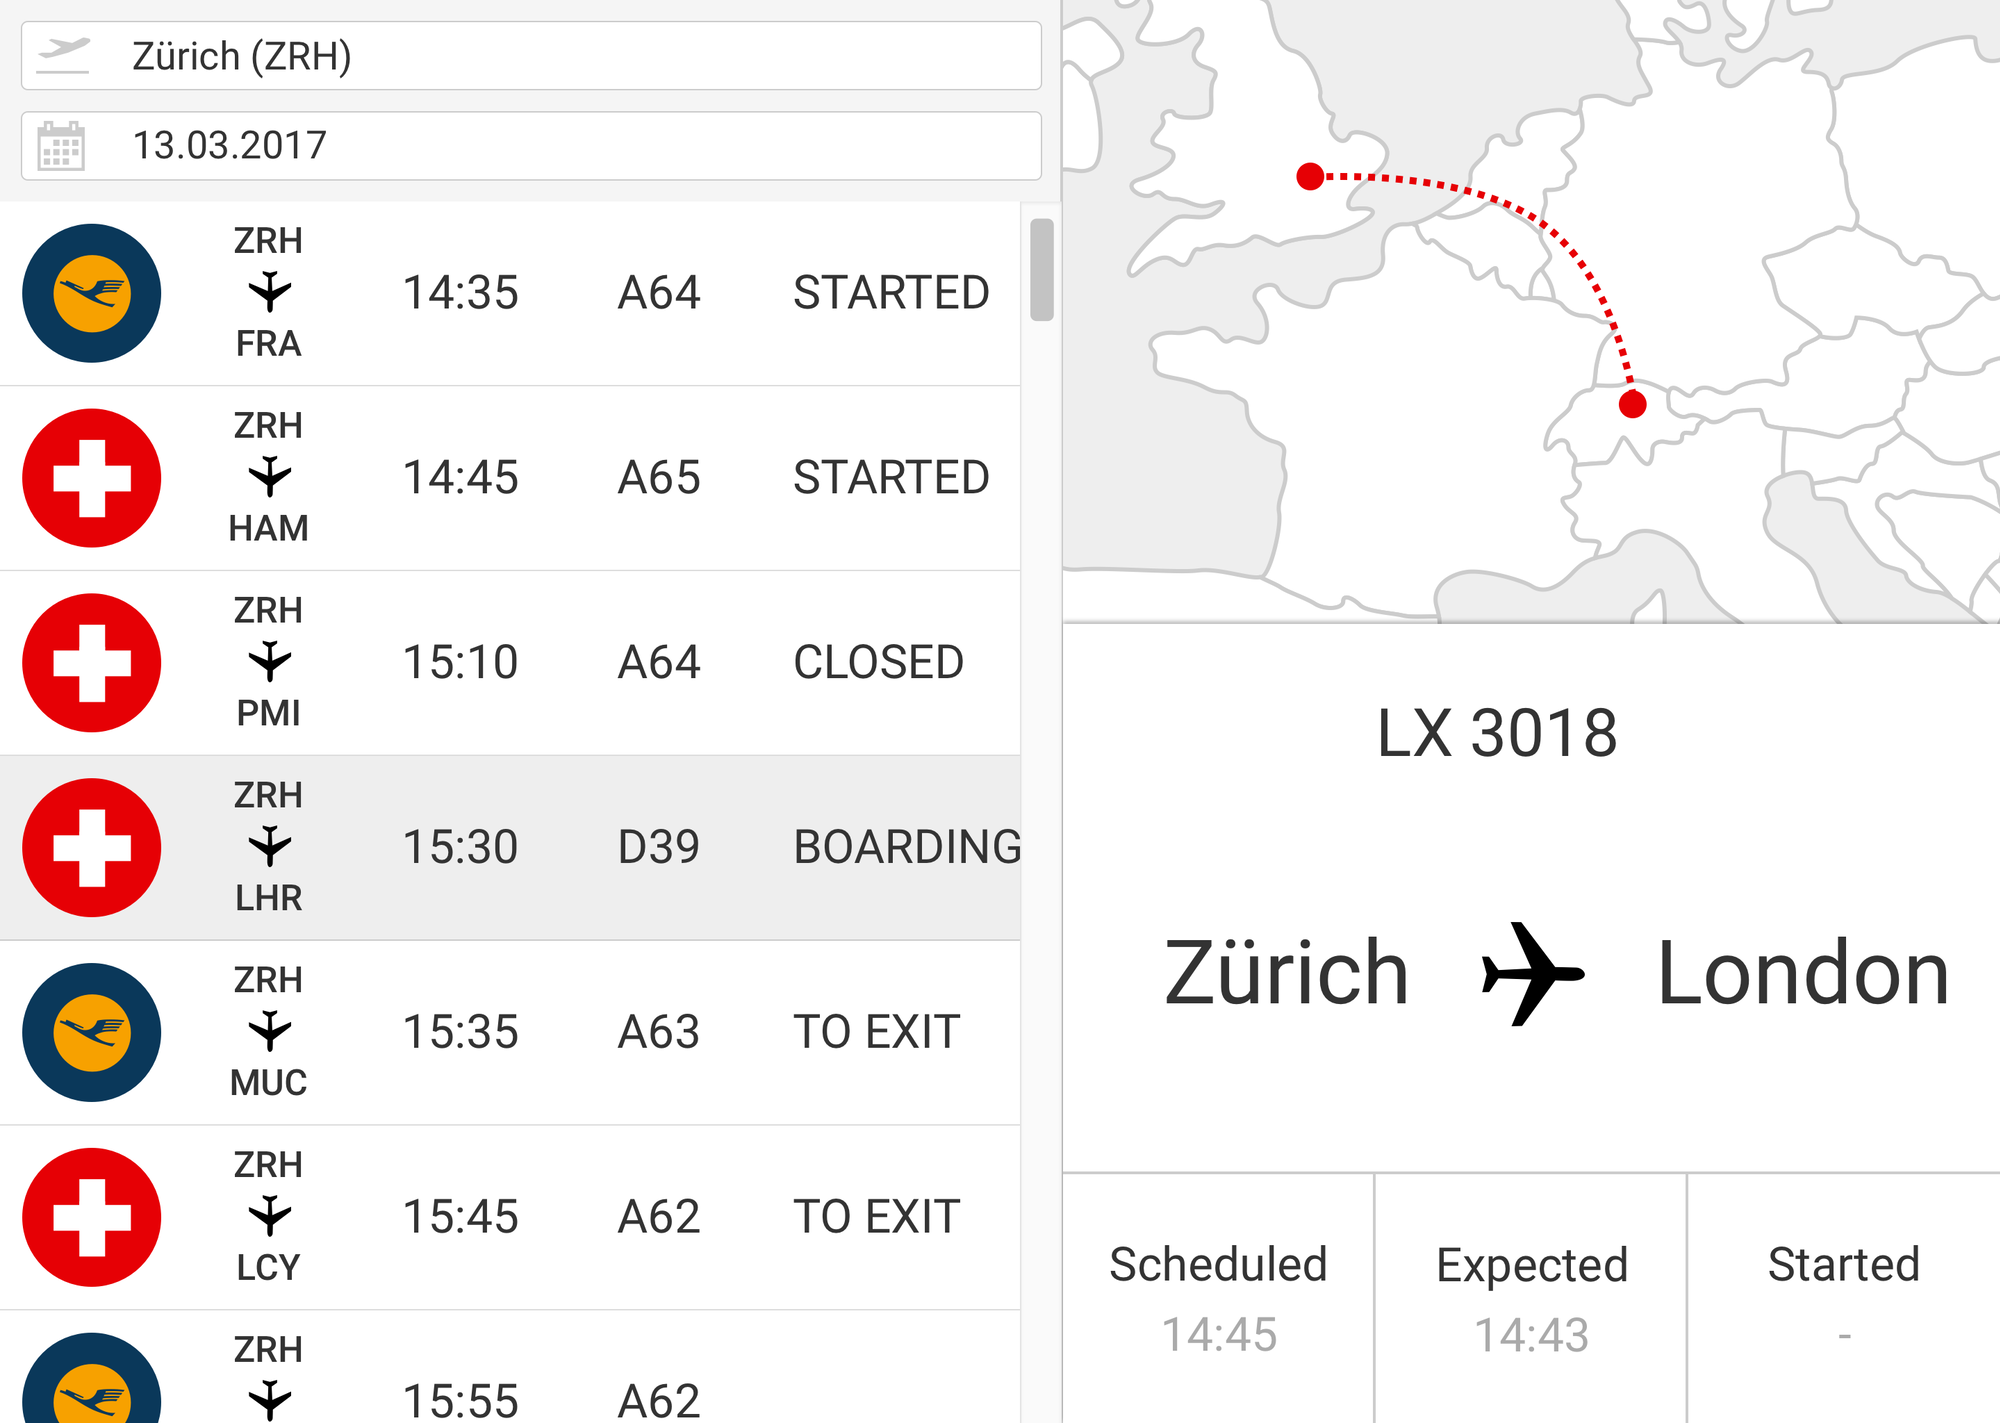 Zürich (ZRH)
13.03.2017
ZRH
FRA
14:35 A64 STARTED
ZRH
HAM
14:45 A65 STARTED
ZRH
PMI
15:10 A64 CLOSED
ZRH
LHR
15:30 D39 BOARDING
ZRH
MUC
15:35 A63 TO EXIT
ZRH
LCY
15:45 A62 TO EXIT
ZRH
15:55 A62
LX 3018
Zürich London
Scheduled Expected Started
14:45 14:43 -